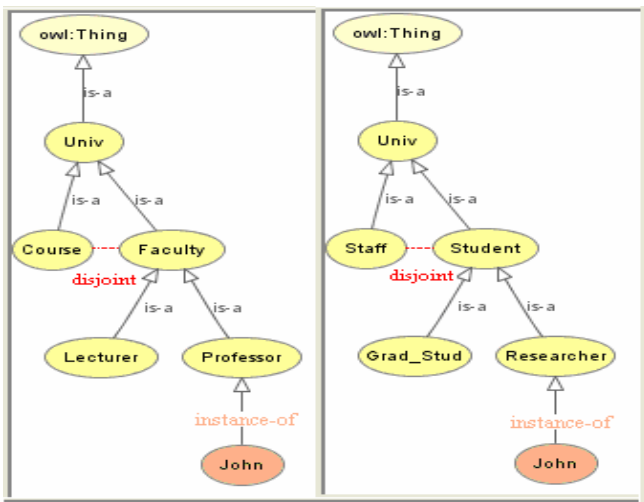 owl:Thing
is-a
Univ
is-a
is-a
Course
Faculty
disjoint
is-a
is-a
Lecturer
Professor
instance-of
John
owl:Thing
is-a
Univ
is-a
is-a
Staff
Student
disjoint
is-a
is-a
Grad_Stud
Researcher
instance-of
John